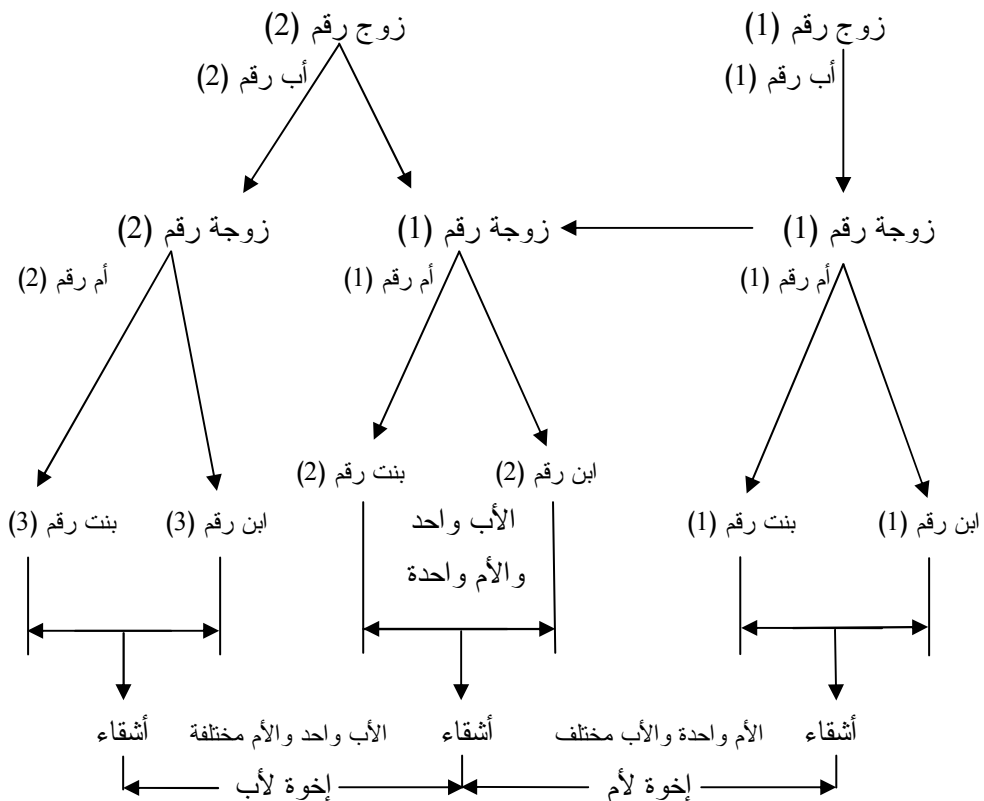 زوج رقم (1)
زوج رقم (2)
أب رقم (1)
أب رقم (2)
زوجة رقم (1)
زوجة رقم (1)
زوجة رقم (2)
أم رقم (1)
أم رقم (1)
أم رقم (2)
ابن رقم (2)
بنت رقم (2)
ابن رقم (1)
بنت رقم (1)
ابن رقم (3)
بنت رقم (3)
الأب واحد
والأم واحدة
أشقاء
الأم واحدة والأب مختلف
أشقاء
الأب واحد والأم مختلفة
أشقاء
إخوة لأم
إخوة لأب